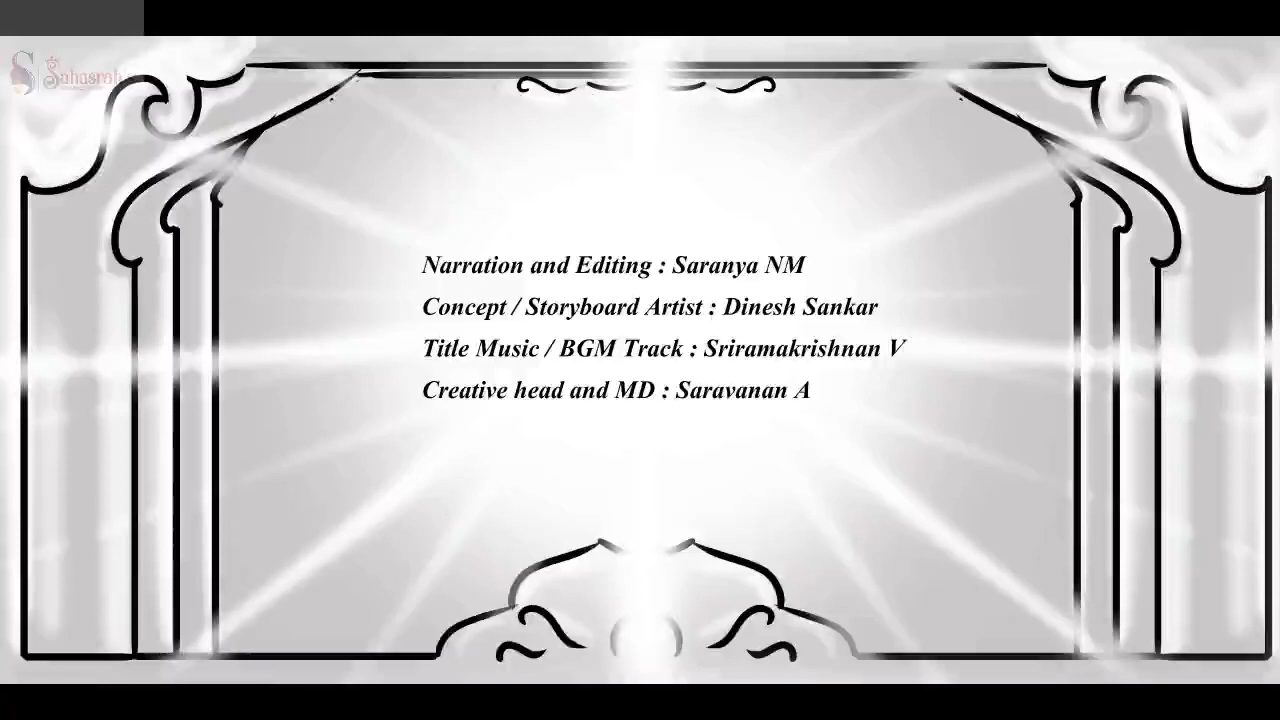 Sahasrah
Narration and Editing : Saranya NM
Concept / Storyboard Artist : Dinesh Sankar
Title Music / BGM Track : Sriramakrishnan V
Creative head and MD : Saravanan A